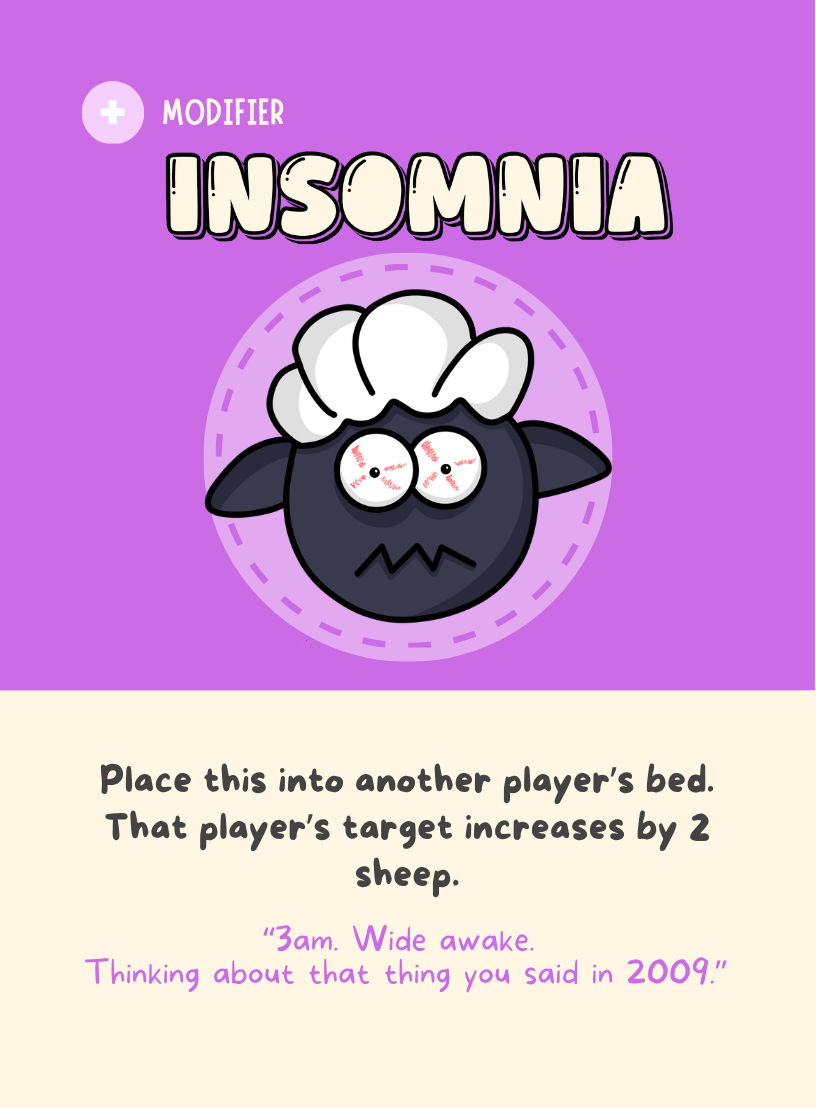 MODIFIER
INSOMNIA
Place this into another player's bed.
That player's target increases by 2
sheep.
“3am. Wide awake.
Thinking about that thing you said in 2009.”